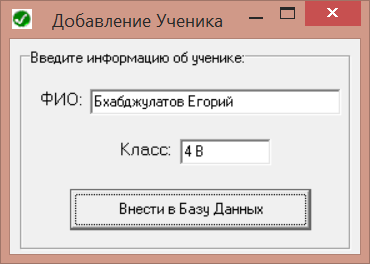 Добавление Ученика
Введите информацию об ученике:
ФИО: Бхабджулатов Егорий
Класс: 4 В
Внести в Базу Данных